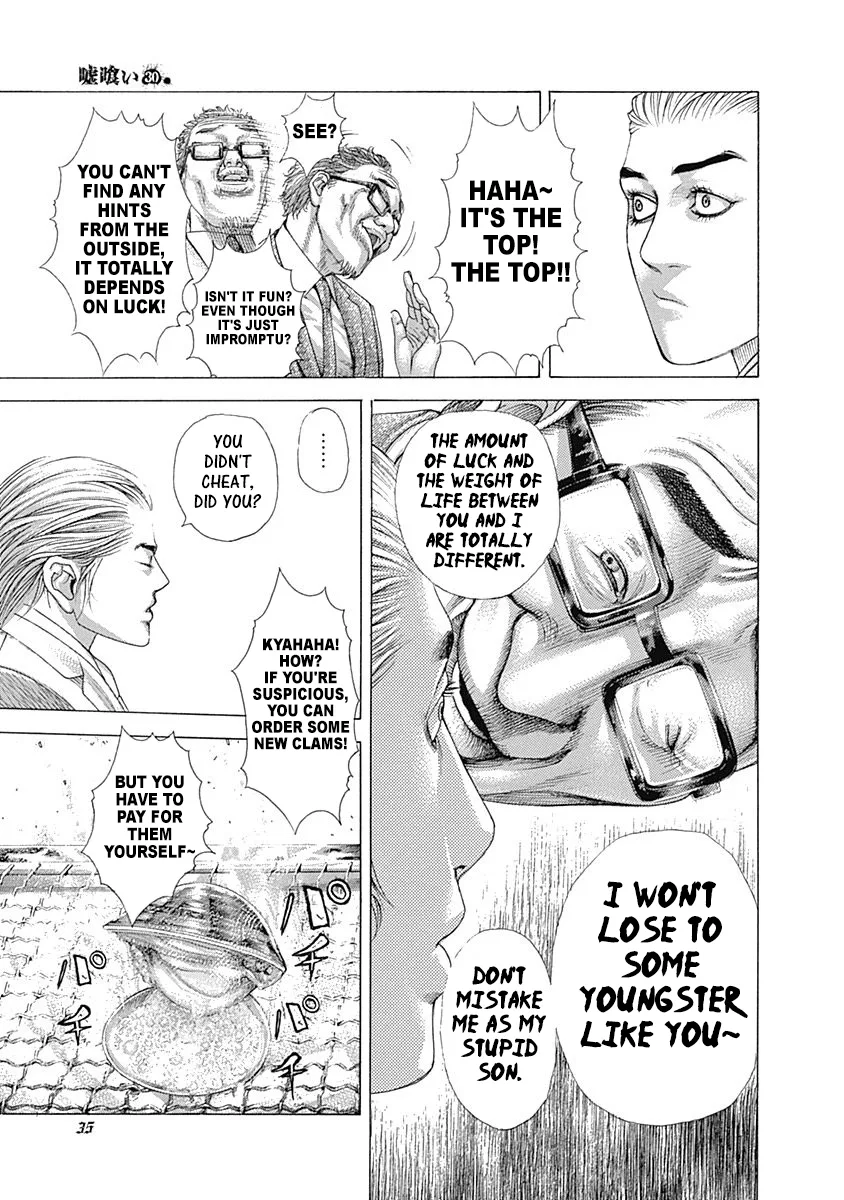 嘘喰い 30
HAHA~
IT'S THE
TOP!
THE TOP!!
SEE?
ISN'T IT FUN?
EVEN THOUGH
IT'S JUST
IMPROMPTU?
YOU CAN'T
FIND ANY
HINTS
FROM THE
OUTSIDE,
IT TOTALLY
DEPENDS
ON LUCK!
THE AMOUNT
OF LUCK AND
THE WEIGHT OF
LIFE BETWEEN
YOU AND I
ARE TOTALLY
DIFFERENT.
I WON'T
LOSE TO
SOME
YOUNGSTER
LIKE YOU~
DON'T
MISTAKE
ME AS MY
STUPID
SON.
......
YOU
DIDN'T
CHEAT,
DID YOU?
KYAHAHA!
HOW?
IF YOU'RE
SUSPICIOUS,
YOU CAN
ORDER SOME
NEW CLAMS!
BUT YOU
HAVE TO
PAY FOR
THEM
YOURSELF~
パチ
パチ
35